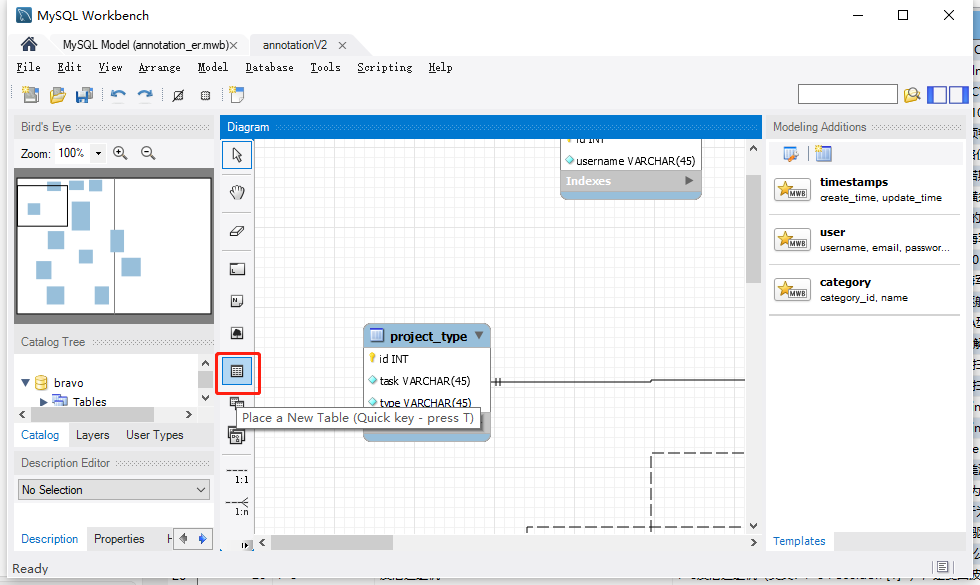 MySQL Workbench
MySQL Model (annotation_er.mwb)× annotationV2 ×
File Edit View Arrange Model Database Tools Scripting Help
Bird's Eye
Zoom: 100%
Catalog Tree
bravo
Tables
Catalog Layers User Types
Description Editor
No Selection
Description Properties
Ready
Diagram
id INT
username VARCHAR(45)
Indexes
project_type
id INT
task VARCHAR(45)
type VARCHAR(45)
Place a New Table (Quick key - press T)
1:1
1:n
Modeling Additions
timestamps
create_time, update_time
user
username, email, passwor...
category
category_id, name
MWB
MWB
MWB
Templates